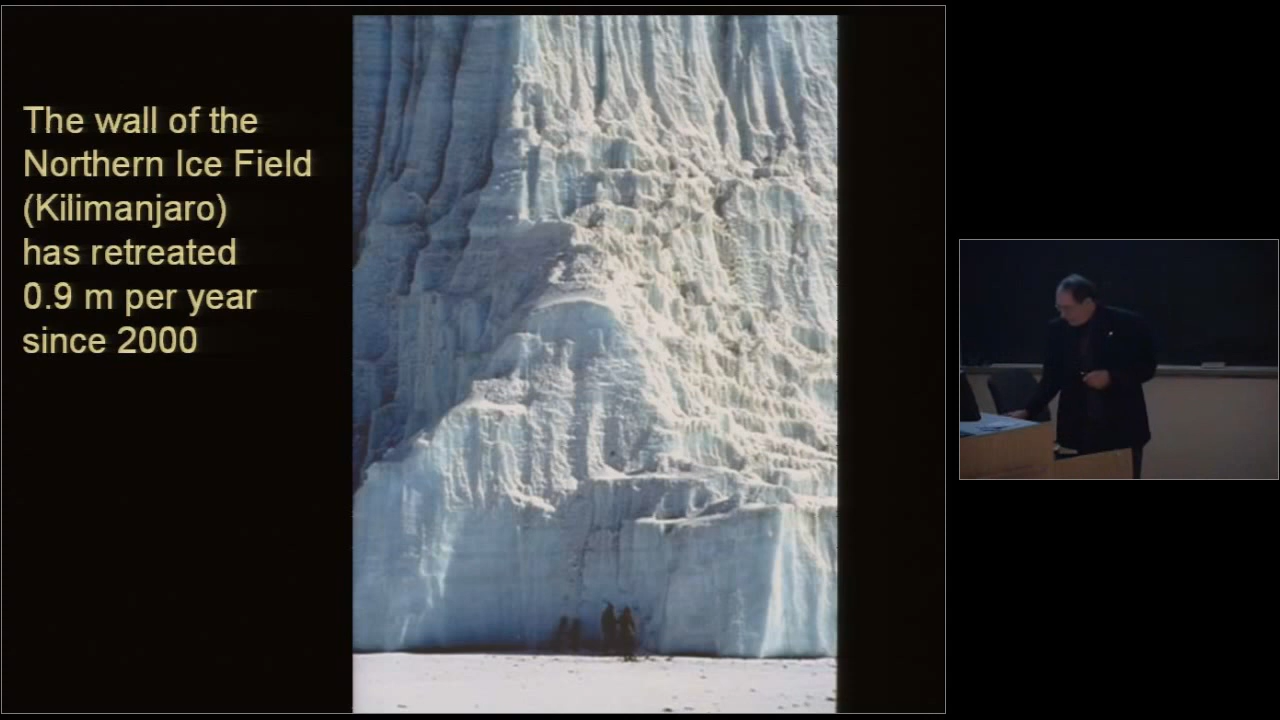 The wall of the
Northern Ice Field
(Kilimanjaro)
has retreated
0.9 m per year
since 2000